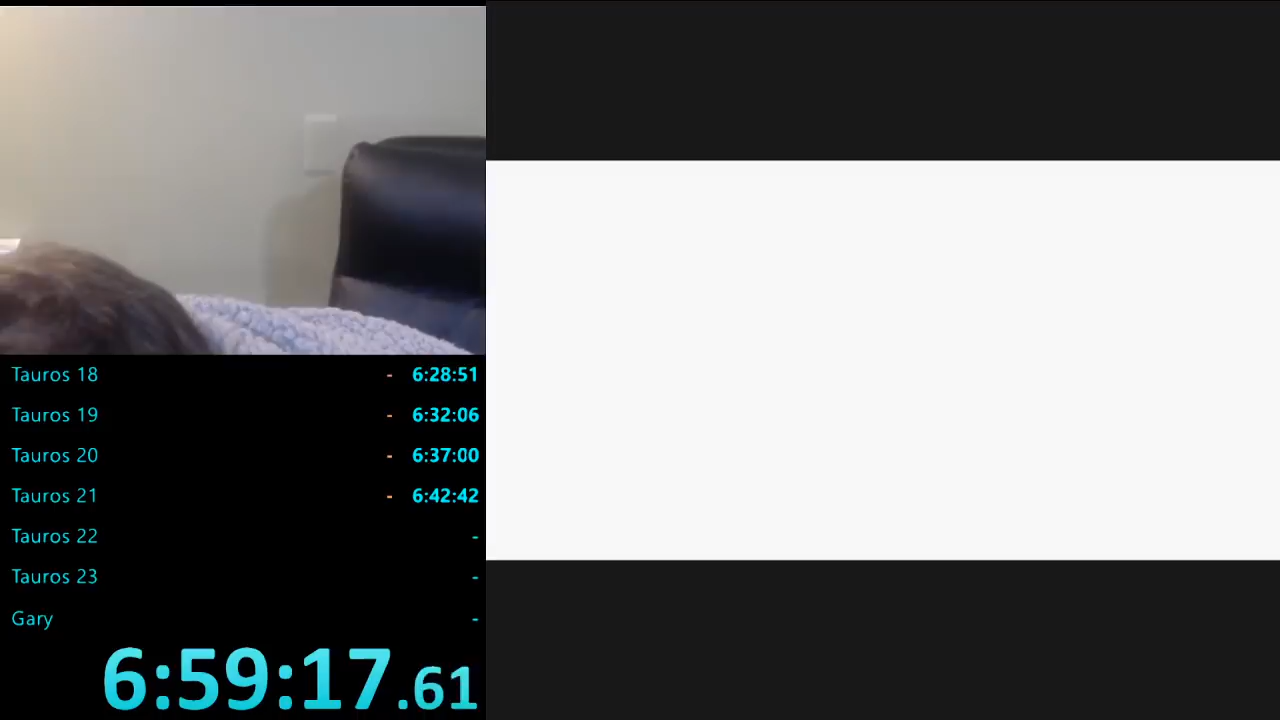 Tauros 18 - 6:28:51
Tauros 19 - 6:32:06
Tauros 20 - 6:37:00
Tauros 21 - 6:42:42
Tauros 22 -
Tauros 23 -
Gary -
6:59:17.61